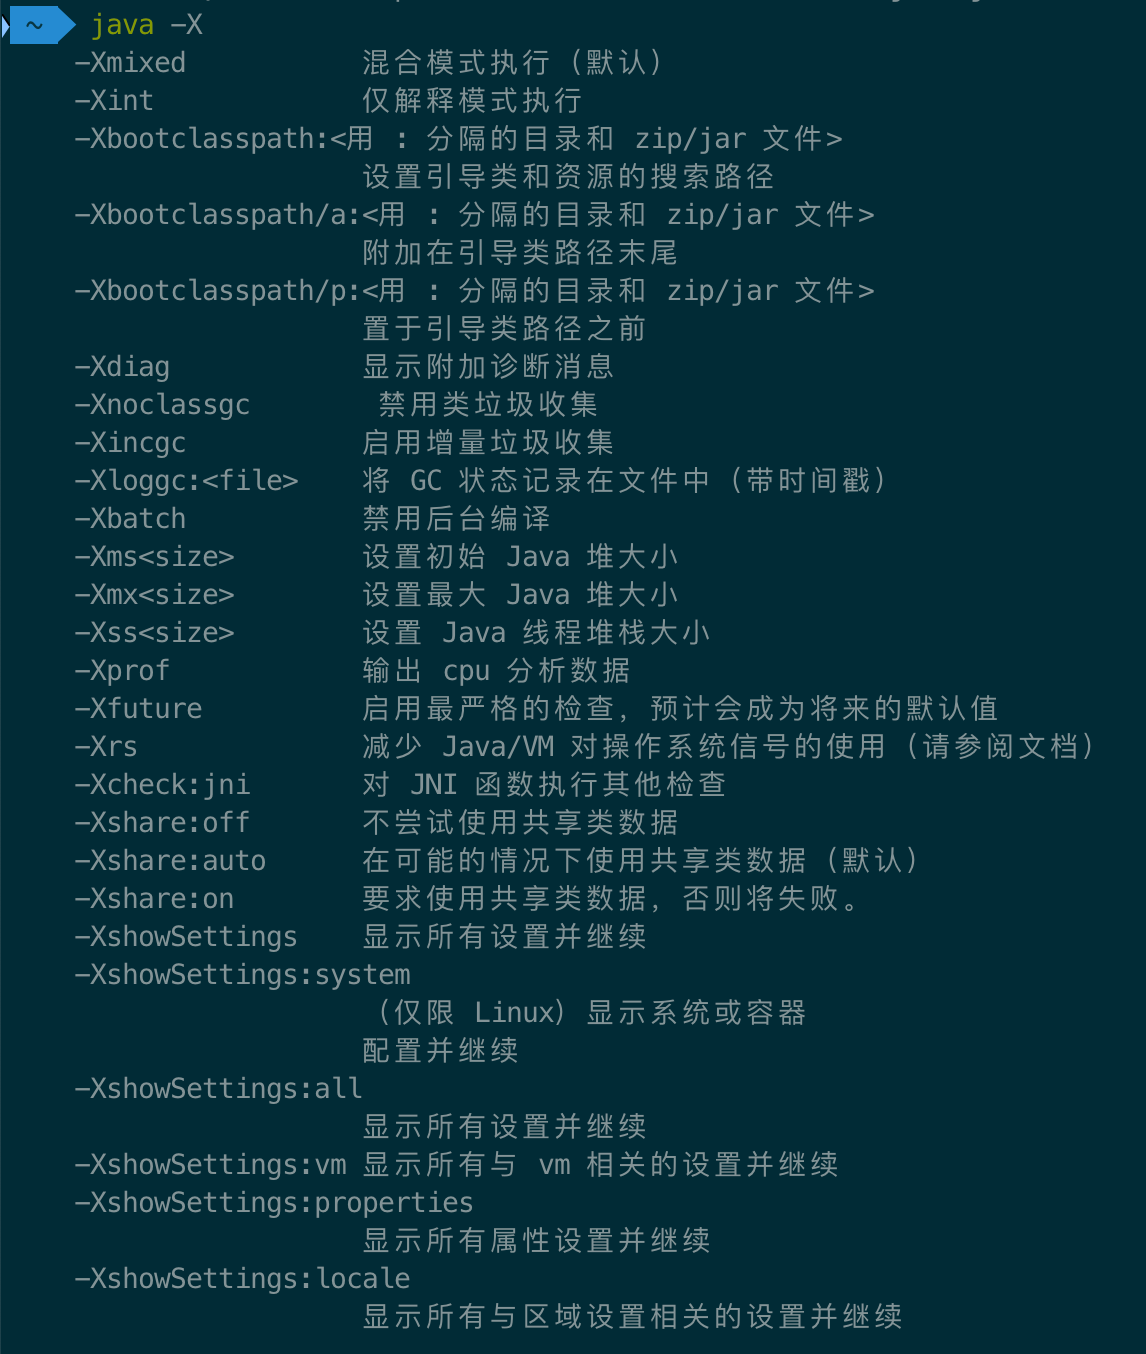 ~ java -X
-Xmixed 混合模式执行（默认）
-Xint 仅解释模式执行
-Xbootclasspath:<用 : 分隔的目录和 zip/jar 文件>
设置引导类和资源的搜索路径
-Xbootclasspath/a:<用 : 分隔的目录和 zip/jar 文件>
附加在引导类路径末尾
-Xbootclasspath/p:<用 : 分隔的目录和 zip/jar 文件>
置于引导类路径之前
-Xdiag 显示附加诊断消息
-Xnoclassgc 禁用类垃圾收集
-Xincgc 启用增量垃圾收集
-Xloggc:<file> 将 GC 状态记录在文件中（带时间戳）
-Xbatch 禁用后台编译
-Xms<size> 设置初始 Java 堆大小
-Xmx<size> 设置最大 Java 堆大小
-Xss<size> 设置 Java 线程堆栈大小
-Xprof 输出 cpu 分析数据
-Xfuture 启用最严格的检查，预计会成为将来的默认值
-Xrs 减少 Java/VM 对操作系统信号的使用（请参阅文档）
-Xcheck:jni 对 JNI 函数执行其他检查
-Xshare:off 不尝试使用共享类数据
-Xshare:auto 在可能的情况下使用共享类数据（默认）
-Xshare:on 要求使用共享类数据，否则将失败。
-XshowSettings 显示所有设置并继续
-XshowSettings:system
（仅限 Linux）显示系统或容器
配置并继续
-XshowSettings:all
显示所有设置并继续
-XshowSettings:vm 显示所有与 vm 相关的设置并继续
-XshowSettings:properties
显示所有属性设置并继续
-XshowSettings:locale
显示所有与区域设置相关的设置并继续